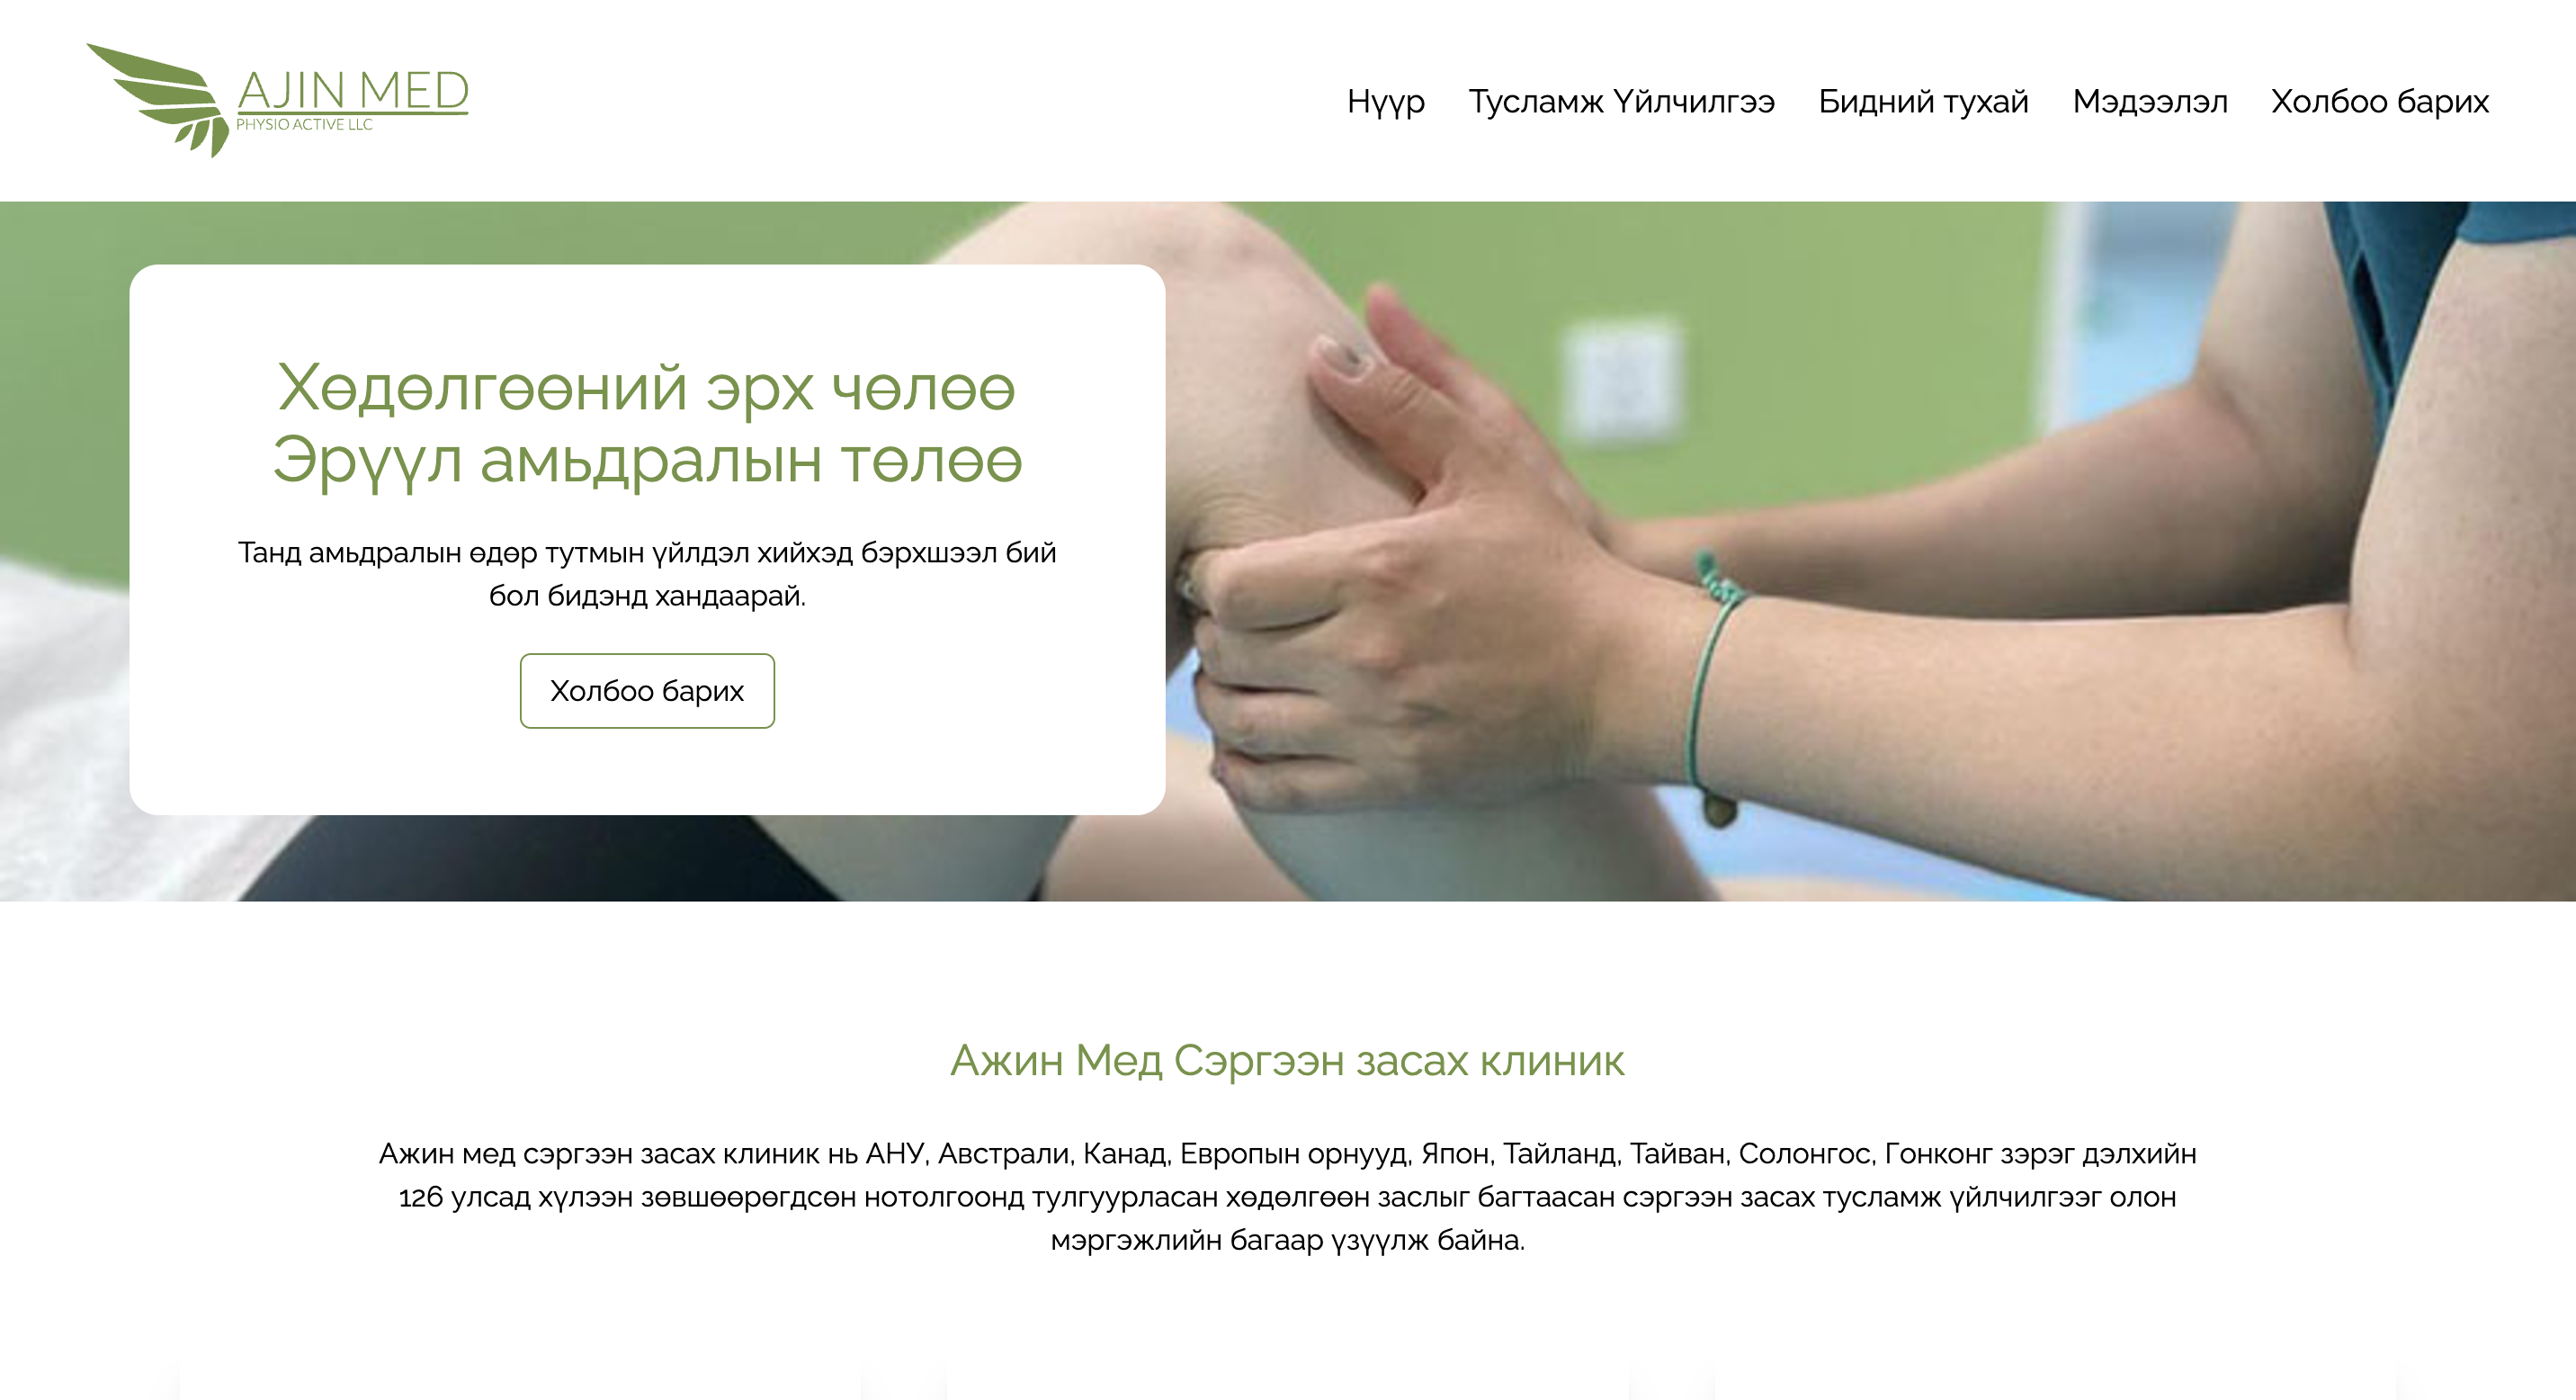 AJIN MED
PHYSIO ACTIVE LLC
Нүүр Тусламж Үйлчилгээ Бидний тухай Мэдээлэл Холбоо барих
Хөдөлгөөний эрх чөлөө
Эрүүл амьдралын төлөө
Танд амьдралын өдөр тутмын үйлдэл хийхэд бэрхшээл бий
бол бидэнд хандаарай.
Холбоо барих
Ажин Мед Сэргээн засах клиник
Ажин мед сэргээн засах клиник нь АНУ, Австрали, Канад, Европын орнууд, Япон, Тайланд, Тайван, Солонгос, Гонконг зэрэг дэлхийн
126 улсад хүлээн зөвшөөрөгдсөн нотолгоонд тулгуурласан хөдөлгөөн заслыг багтаасан сэргээн засах тусламж үйлчилгээг олон
мэргэжлийн багаар үзүүлж байна.